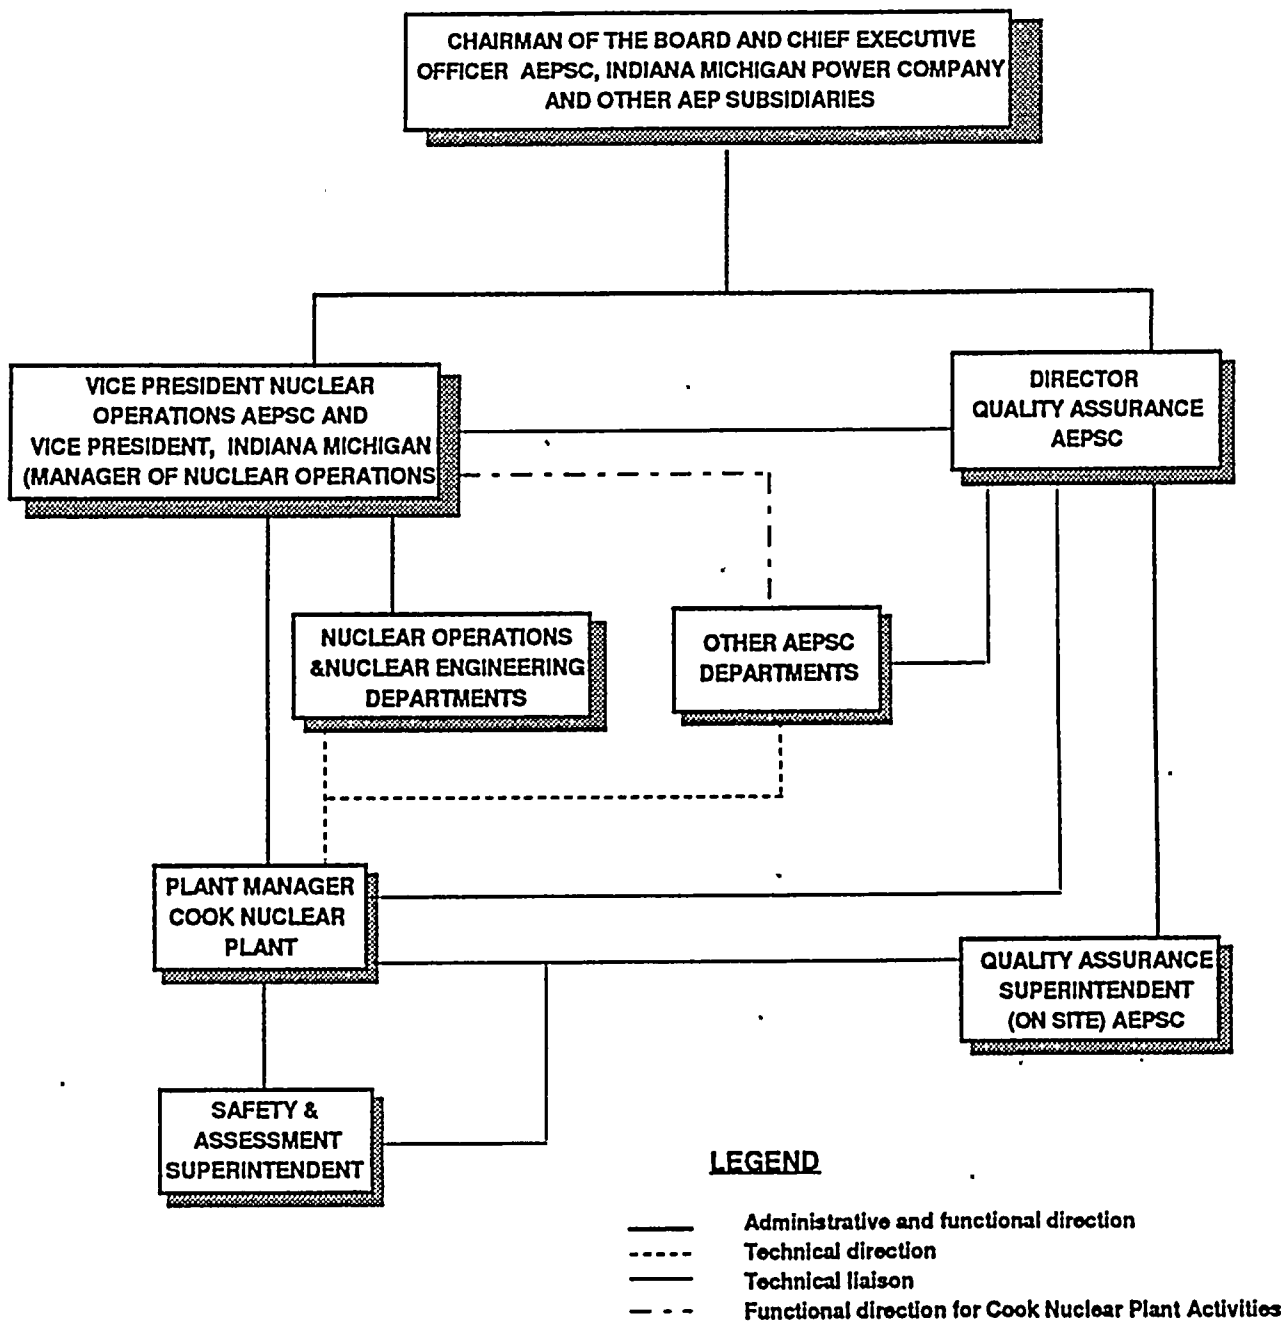 CHAIRMAN OF THE BOARD AND CHIEF EXECUTIVE
OFFICER AEPSC, INDIANA MICHIGAN POWER COMPANY
AND OTHER AEP SUBSIDIARIES
VICE PRESIDENT NUCLEAR
OPERATIONS AEPSC AND
VICE PRESIDENT, INDIANA MICHIGAN
(MANAGER OF NUCLEAR OPERATIONS
DIRECTOR
QUALITY ASSURANCE
AEPSC
NUCLEAR OPERATIONS
&NUCLEAR ENGINEERING
DEPARTMENTS
OTHER AEPSC
DEPARTMENTS
PLANT MANAGER
COOK NUCLEAR
PLANT
QUALITY ASSURANCE
SUPERINTENDENT
(ON SITE) AEPSC
SAFETY &
ASSESSMENT
SUPERINTENDENT
LEGEND
Administrative and functional direction
Technical direction
Technical liaison
Functional direction for Cook Nuclear Plant Activities